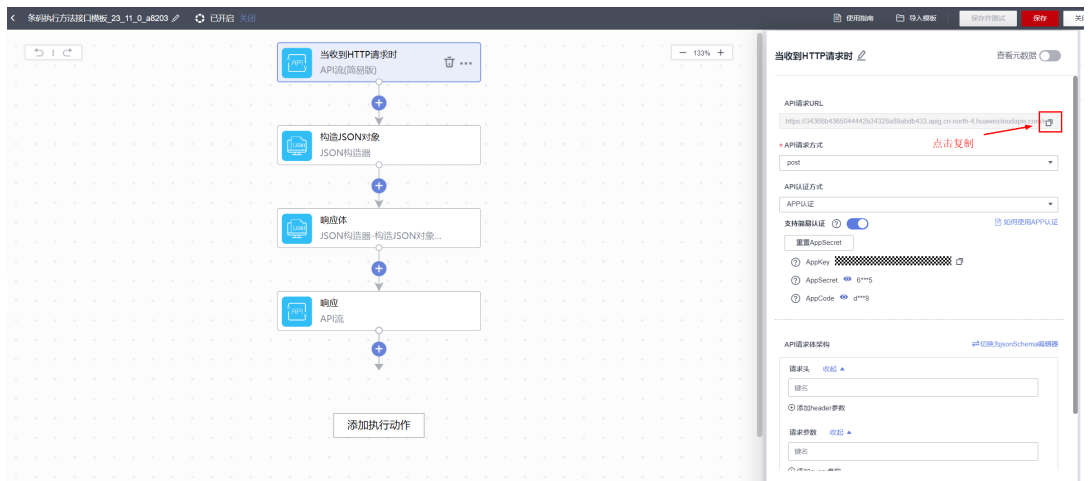 条码执行方法接口模板_23_11_0_a8203 已开启 关闭 使用指南 导入模板 保存并测试 保存
133%
当收到HTTP请求时
API流(简易版)
构造JSON对象
JSON构造器
响应体
JSON构造器-构造JSON对象...
响应
API流
添加执行动作
当收到HTTP请求时 查看元数据
API请求URL
点击复制
*API请求方式
post
API认证方式
APP认证
支持简易认证 如何使用APP认证
重置AppSecret
AppKey
AppSecret 6***5
AppCode d***8
API请求体架构 切换为jsonSchema编辑器
请求头 收起
键名
添加header参数
请求参数 收起
键名